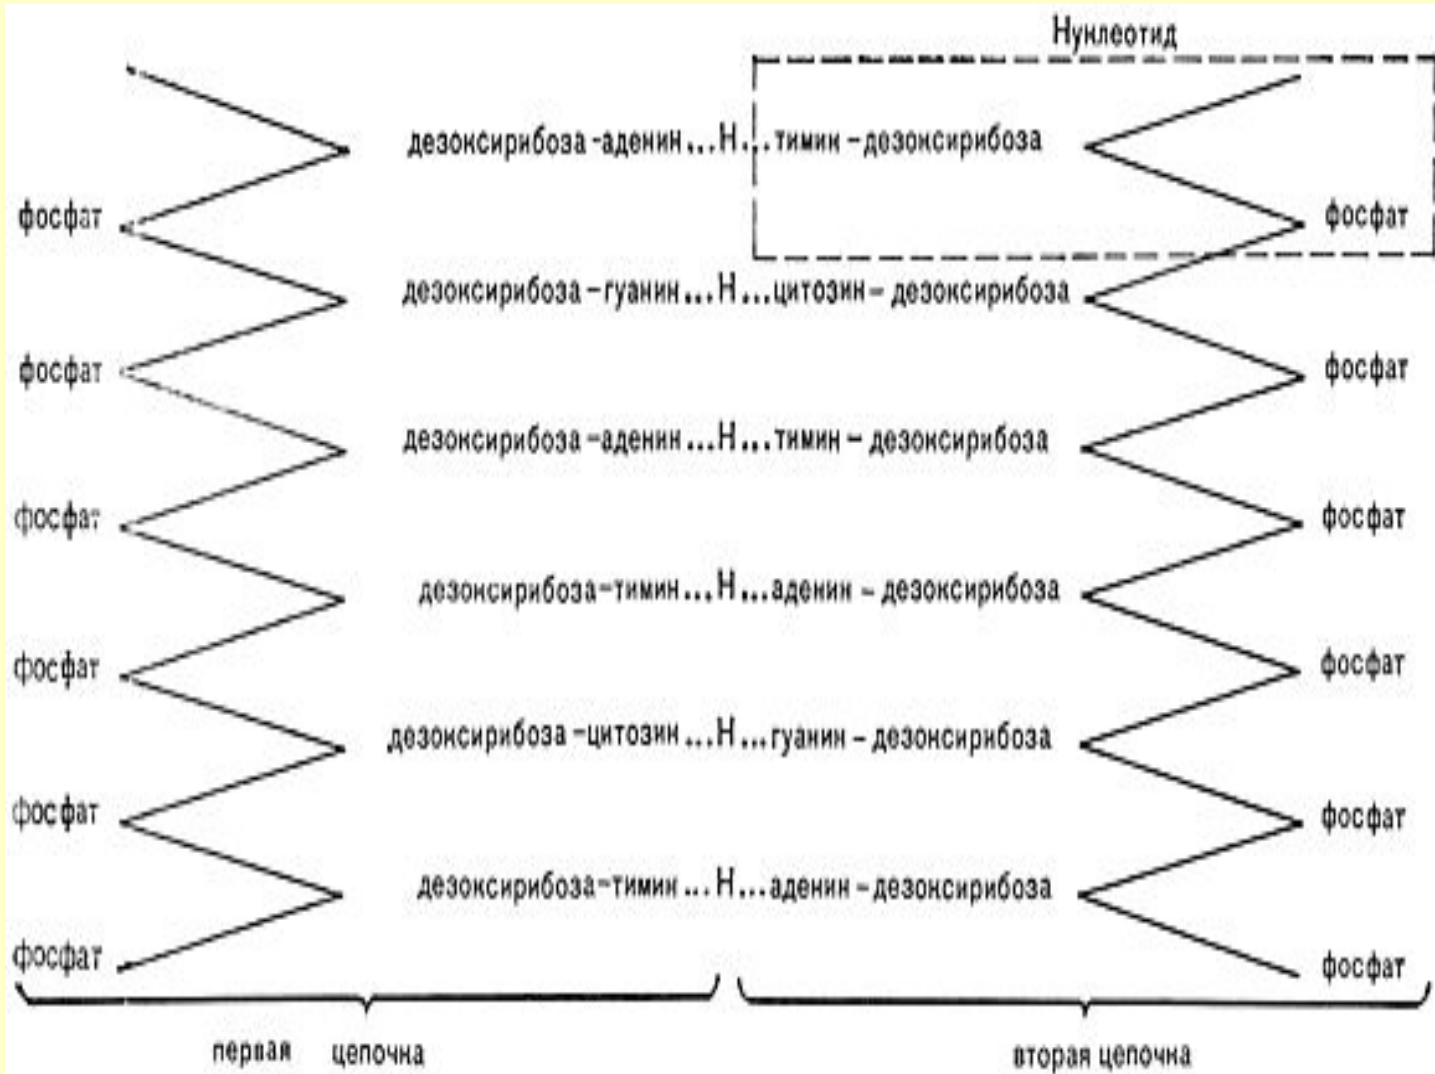 Нуклеотид
дезоксирибоза-аденин...Н...тимин-дезоксирибоза
фосфат фосфат
дезоксирибоза-гуанин...Н...цитозин-дезоксирибоза
фосфат фосфат
дезоксирибоза-аденин...Н...тимин-дезоксирибоза
фосфат фосфат
дезоксирибоза-тимин...Н...аденин-дезоксирибоза
фосфат фосфат
дезоксирибоза-цитозин...Н...гуанин-дезоксирибоза
фосфат фосфат
дезоксирибоза-тимин...Н...аденин-дезоксирибоза
фосфат фосфат
первая цепочка вторая цепочка